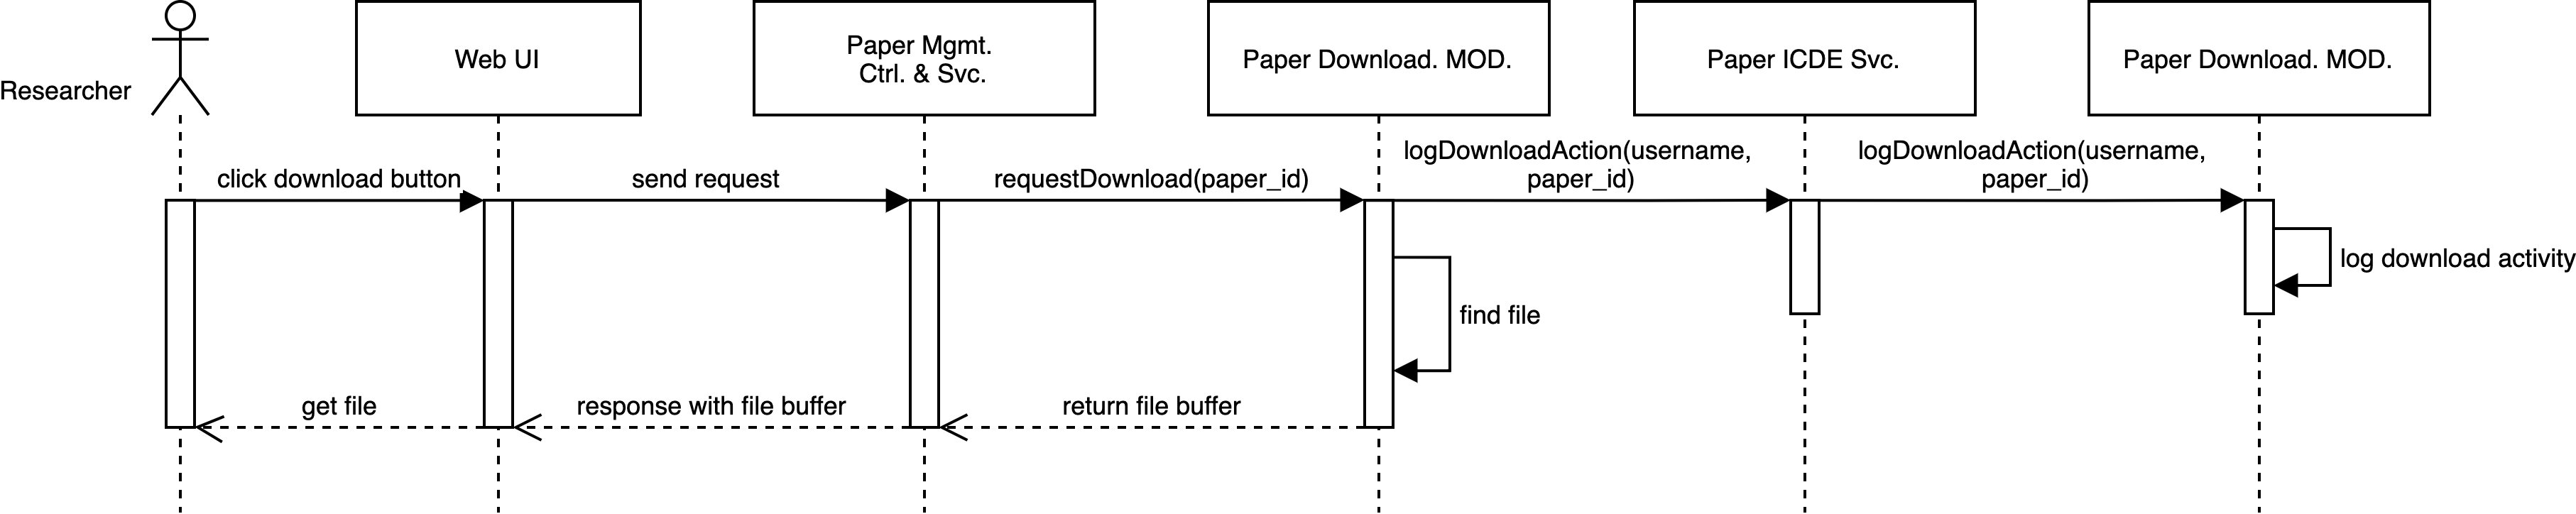 Researcher
Web UI
Paper Mgmt.
Ctrl. & Svc.
Paper Download. MOD.
Paper ICDE Svc.
Paper Download. MOD.
click download button
send request
requestDownload(paper_id)
logDownloadAction(username,
paper_id)
logDownloadAction(username,
paper_id)
log download activity
find file
get file
response with file buffer
return file buffer